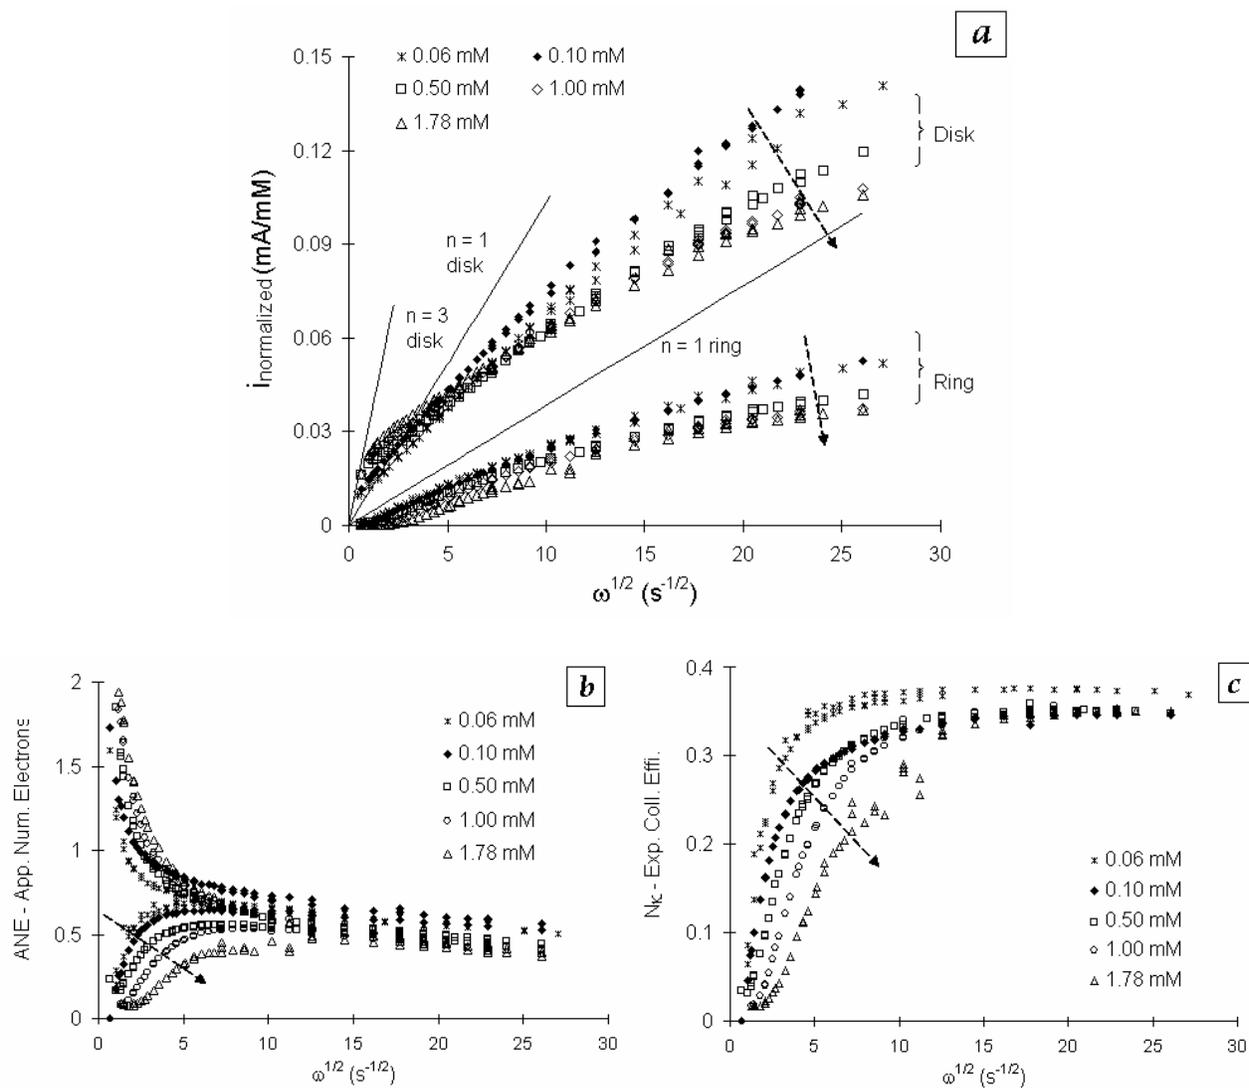 a
0.15
0.12
0.09
0.06
0.03
0
0 5 10 15 20 25 30
i normalized (mA/mM)
ω^1/2 (s^-1/2)
0.06 mM 0.10 mM
0.50 mM 1.00 mM
1.78 mM
Disk
n = 1
disk
n = 3
disk
n = 1 ring
Ring
b
2
1.5
1
0.5
0
0 5 10 15 20 25 30
ANE - App. Num. Electrons
ω^1/2 (s^-1/2)
0.06 mM
0.10 mM
0.50 mM
1.00 mM
1.78 mM
c
0.4
0.3
0.2
0.1
0
0 5 10 15 20 25 30
N_K - Exp. Coll. Effi.
ω^1/2 (s^-1/2)
0.06 mM
0.10 mM
0.50 mM
1.00 mM
1.78 mM